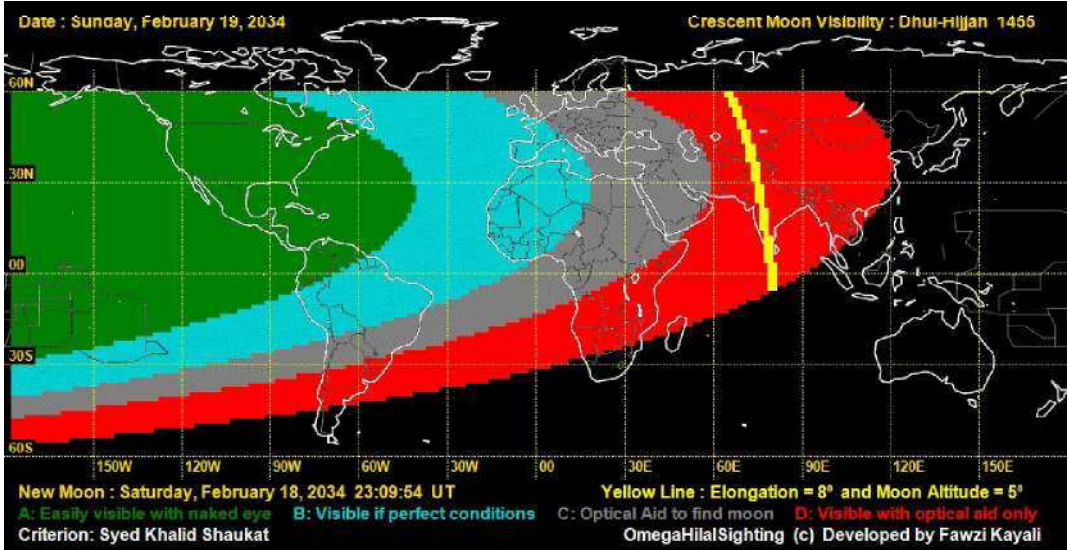 Date : Sunday, February 19, 2034
Crescent Moon Visibility : Dhul-Hijjah 1455
60N
30N
00
30S
60S
150W 120W 90W 60W 30W 00 30E 60E 90E 120E 150E
New Moon : Saturday, February 18, 2034 23:09:54 UT
Yellow Line : Elongation = 8º and Moon Altitude = 5º
A: Easily visible with naked eye B: Visible if perfect conditions C: Optical Aid to find moon D: Visible with optical aid only
Criterion: Syed Khalid Shaukat
OmegaHilalSighting (c) Developed by Fawzi Kayali